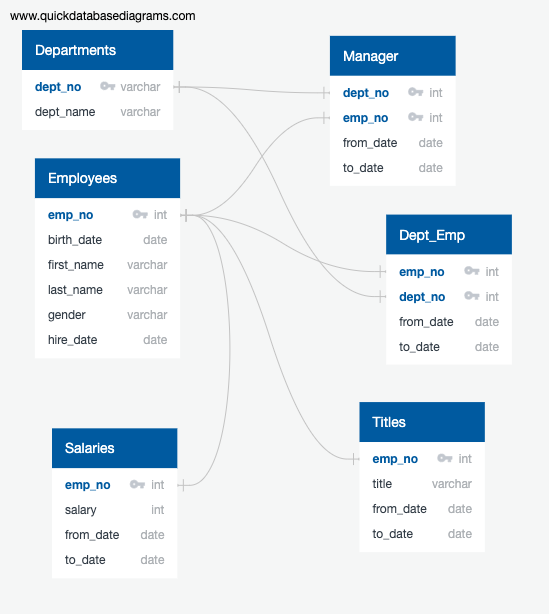 www.quickdatabasediagrams.com
Departments
dept_no varchar
dept_name varchar
Manager
dept_no int
emp_no int
from_date date
to_date date
Employees
emp_no int
birth_date date
first_name varchar
last_name varchar
gender varchar
hire_date date
Dept_Emp
emp_no int
dept_no int
from_date date
to_date date
Salaries
emp_no int
salary int
from_date date
to_date date
Titles
emp_no int
title varchar
from_date date
to_date date